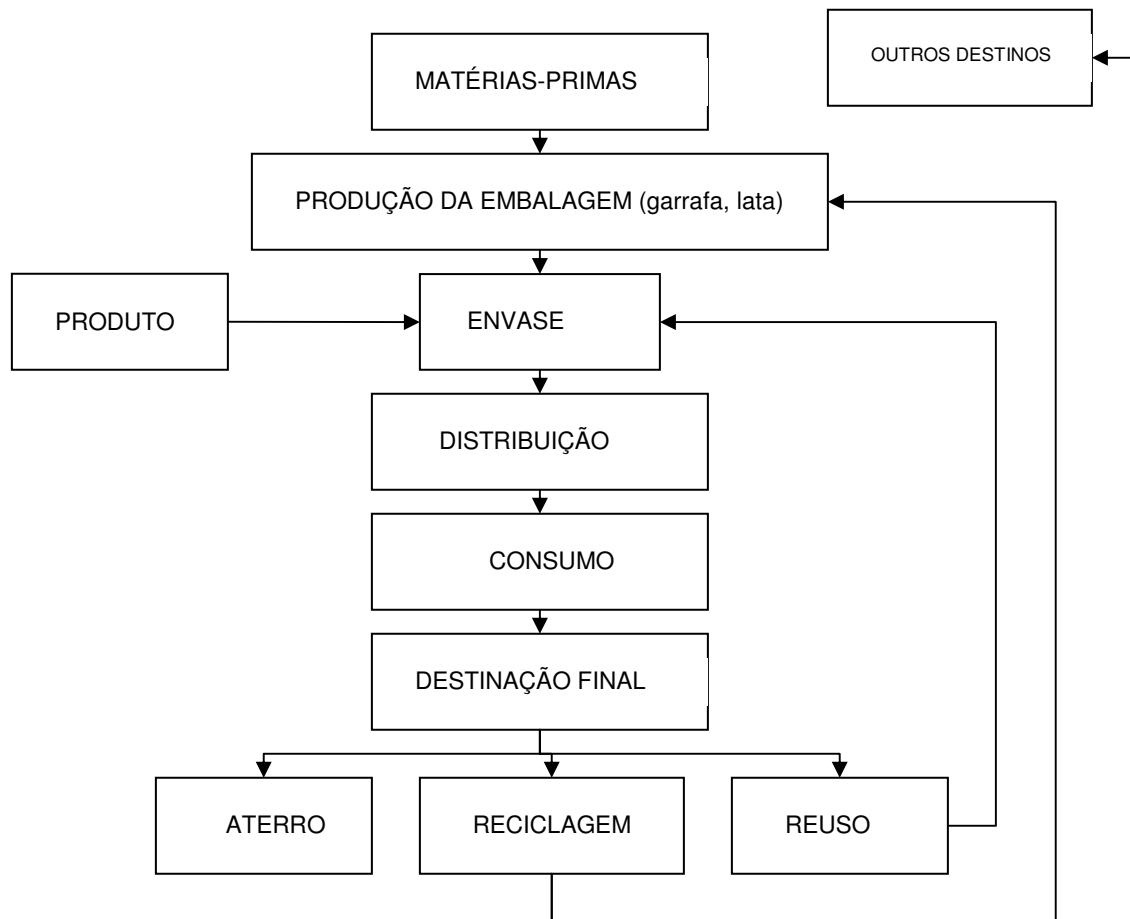 OUTROS DESTINOS
MATÉRIAS-PRIMAS
PRODUÇÃO DA EMBALAGEM (garrafa, lata)
PRODUTO
ENVASE
DISTRIBUIÇÃO
CONSUMO
DESTINAÇÃO FINAL
ATERRO
RECICLAGEM
REUSO